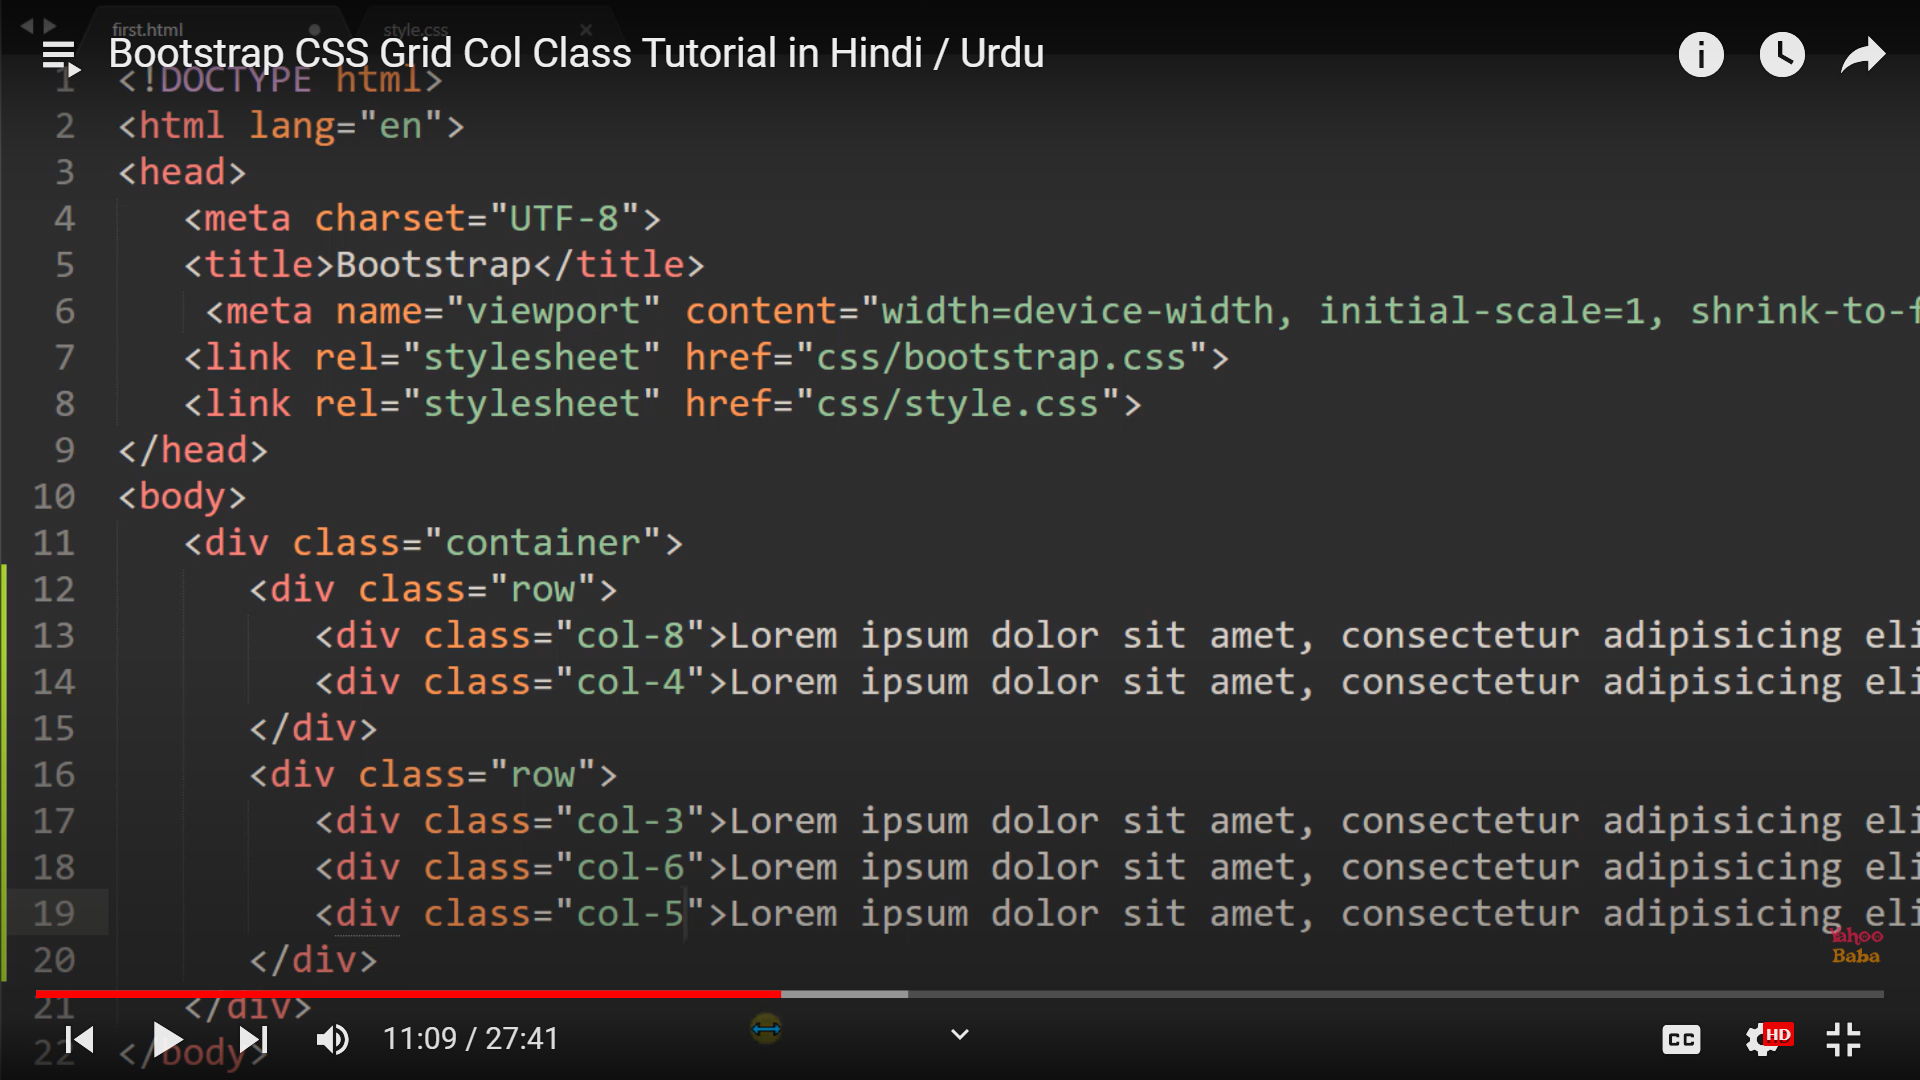 first.html
style.css
Bootstrap CSS Grid Col Class Tutorial in Hindi / Urdu
1 <!DOCTYPE html>
2 <html lang="en">
3 <head>
4 <meta charset="UTF-8">
5 <title>Bootstrap</title>
6 <meta name="viewport" content="width=device-width, initial-scale=1, shrink-to-f
7 <link rel="stylesheet" href="css/bootstrap.css">
8 <link rel="stylesheet" href="css/style.css">
9 </head>
10 <body>
11 <div class="container">
12 <div class="row">
13 <div class="col-8">Lorem ipsum dolor sit amet, consectetur adipisicing eli
14 <div class="col-4">Lorem ipsum dolor sit amet, consectetur adipisicing eli
15 </div>
16 <div class="row">
17 <div class="col-3">Lorem ipsum dolor sit amet, consectetur adipisicing eli
18 <div class="col-6">Lorem ipsum dolor sit amet, consectetur adipisicing eli
19 <div class="col-5">Lorem ipsum dolor sit amet, consectetur adipisicing eli
Yahoo
Baba
20 </div>
21 </div>
22 </body>
11:09 / 27:41
CC
HD